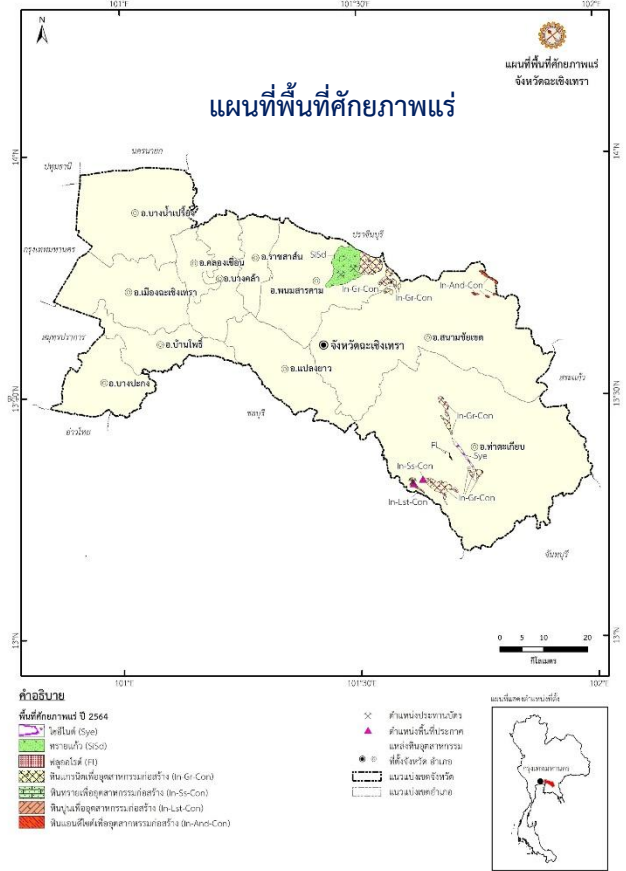 101°E
101°30'E
102°E
N
แผนที่พื้นที่ศักยภาพแร่
จังหวัดฉะเชิงเทรา
แผนที่พื้นที่ศักยภาพแร่
14°N
14°N
นครนายก
ปทุมธานี
อ.บางน้ำเปรี้ยว
ปราจีนบุรี
กรุงเทพมหานคร
อ.คลองเขื่อน
อ.ราชสาส์น
SiSd
อ.บางคล้า
อ.พนมสารคาม
In-Gr-Con
In-Gr-Con
In-And-Con
อ.เมืองฉะเชิงเทรา
สมุทรปราการ
อ.บ้านโพธิ์
จังหวัดฉะเชิงเทรา
อ.สนามชัยเขต
อ.แปลงยาว
สระแก้ว
อ.บางปะกง
13°30'N
ชลบุรี
อ่าวไทย
In-Gr-Con
อ.ท่าตะเกียบ
Fl
Sye
In-Ss-Con
In-Gr-Con
In-Lst-Con
จันทบุรี
13°N
13°N
0 5 10 20
กิโลเมตร
101°E
101°30'E
102°E
คำอธิบาย
พื้นที่ศักยภาพแร่ ปี 2564
ไซอีไนต์ (Sye)
ทรายแก้ว (SiSd)
ฟลูออไรต์ (Fl)
หินแกรนิตเพื่ออุตสาหกรรมก่อสร้าง (In-Gr-Con)
หินทรายเพื่ออุตสาหกรรมก่อสร้าง (In-Ss-Con)
หินปูนเพื่ออุตสาหกรรมก่อสร้าง (In-Lst-Con)
หินแอนดีไซต์เพื่ออุตสาหกรรมก่อสร้าง (In-And-Con)
ตำแหน่งประทานบัตร
ตำแหน่งพื้นที่ประกาศ
แหล่งหินอุตสาหกรรม
ที่ตั้งจังหวัด อำเภอ
แนวแบ่งเขตจังหวัด
แนวแบ่งเขตอำเภอ
แผนที่แสดงตำแหน่งที่ตั้ง
กรุงเทพมหานคร